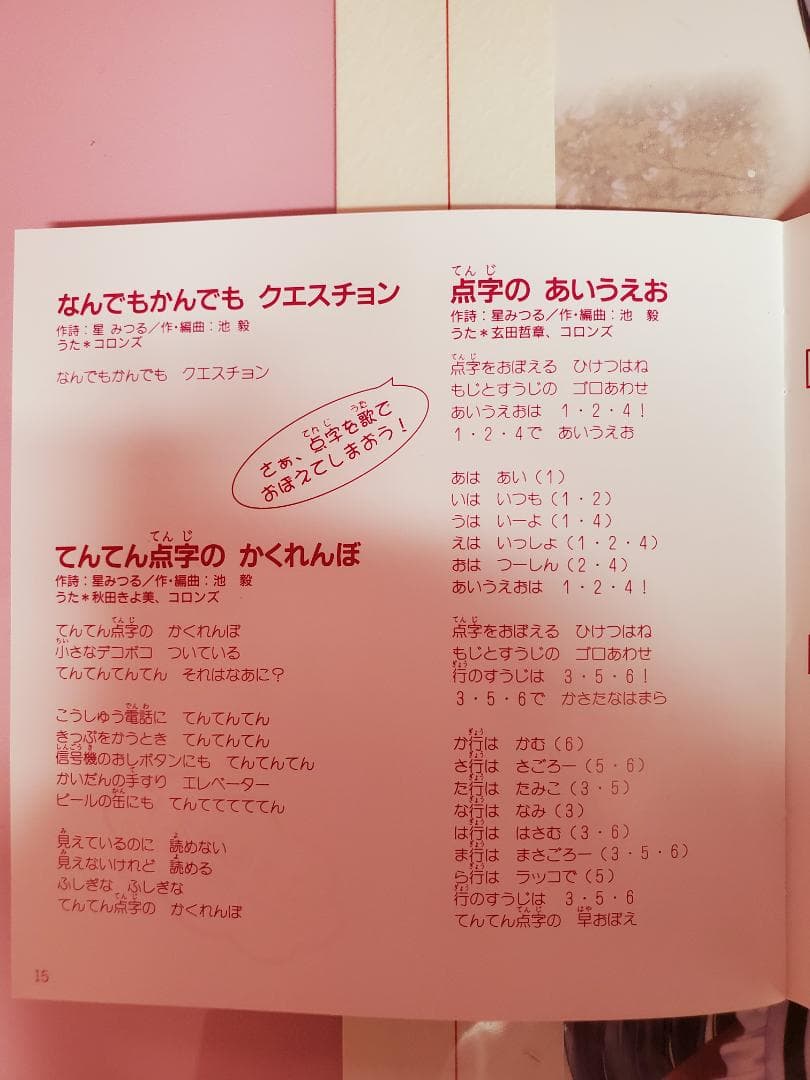 なんでもかんでも クエスチョン
作詩：星 みつる／作・編曲：池 毅
うた＊コロンズ
なんでもかんでも クエスチョン
さぁ、点字を歌で
おぼえてしまおう！
てんてん点字の かくれんぼ
作詩：星みつる／作・編曲：池 毅
うた＊秋田きよ美、コロンズ
てんてん点字の かくれんぼ
小さなデコボコ ついている
てんてんてんてん それはなあに？
こうしゅう電話に てんてんてん
きっぷをかうとき てんてんてん
信号機のおしボタンにも てんてんてん
かいだんの手すり エレベーター
ビールの缶にも てんてててててん
見えているのに 読めない
見えないけれど 読める
ふしぎな ふしぎな
てんてん点字の かくれんぼ
15
点字の あいうえお
作詩：星みつる／作・編曲：池 毅
うた＊玄田哲章、コロンズ
点字をおぼえる ひけつはね
もじとすうじの ゴロあわせ
あいうえおは 1・2・4！
1・2・4で あいうえお
あは あい（1）
いは いつも（1・2）
うは いーよ（1・4）
えは いっしょ（1・2・4）
おは つーしん（2・4）
あいうえおは 1・2・4！
点字をおぼえる ひけつはね
もじとすうじの ゴロあわせ
行のすうじは 3・5・6！
3・5・6で かさたなはまら
か行は かむ（6）
さ行は さごろー（5・6）
た行は たみこ（3・5）
な行は なみ（3）
は行は はさむ（3・6）
ま行は まさごろー（3・5・6）
ら行は ラッコで（5）
行のすうじは 3・5・6
てんてん点字の 早おぼえ